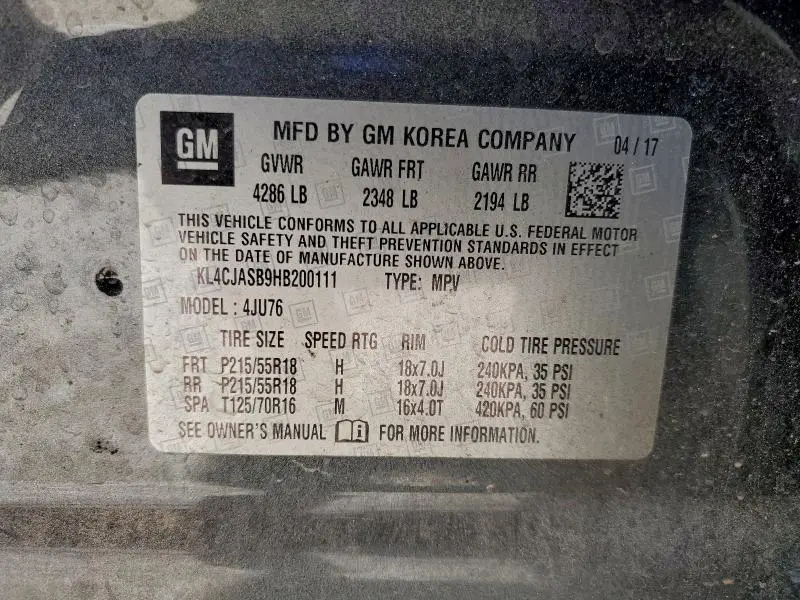 GM MFD BY GM KOREA COMPANY 04 / 17
GVWR GAWR FRT GAWR RR
4286 LB 2348 LB 2194 LB
THIS VEHICLE CONFORMS TO ALL APPLICABLE U.S. FEDERAL MOTOR
VEHICLE SAFETY AND THEFT PREVENTION STANDARDS IN EFFECT
ON THE DATE OF MANUFACTURE SHOWN ABOVE.
KL4CJASB9HB200111 TYPE: MPV
MODEL : 4JU76
TIRE SIZE SPEED RTG RIM COLD TIRE PRESSURE
FRT P215/55R18 H 18x7.0J 240KPA, 35 PSI
RR P215/55R18 H 18x7.0J 240KPA, 35 PSI
SPA T125/70R16 M 16x4.0T 420KPA, 60 PSI
SEE OWNER'S MANUAL FOR MORE INFORMATION.